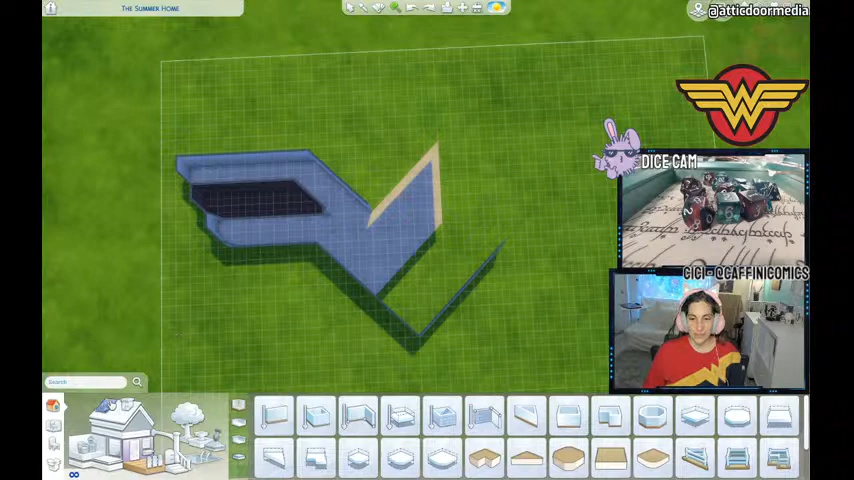 THE SUMMER HOME
@atticdoormedia
W
DICE CAM
CICI - @CAFFINICOMICS
Search